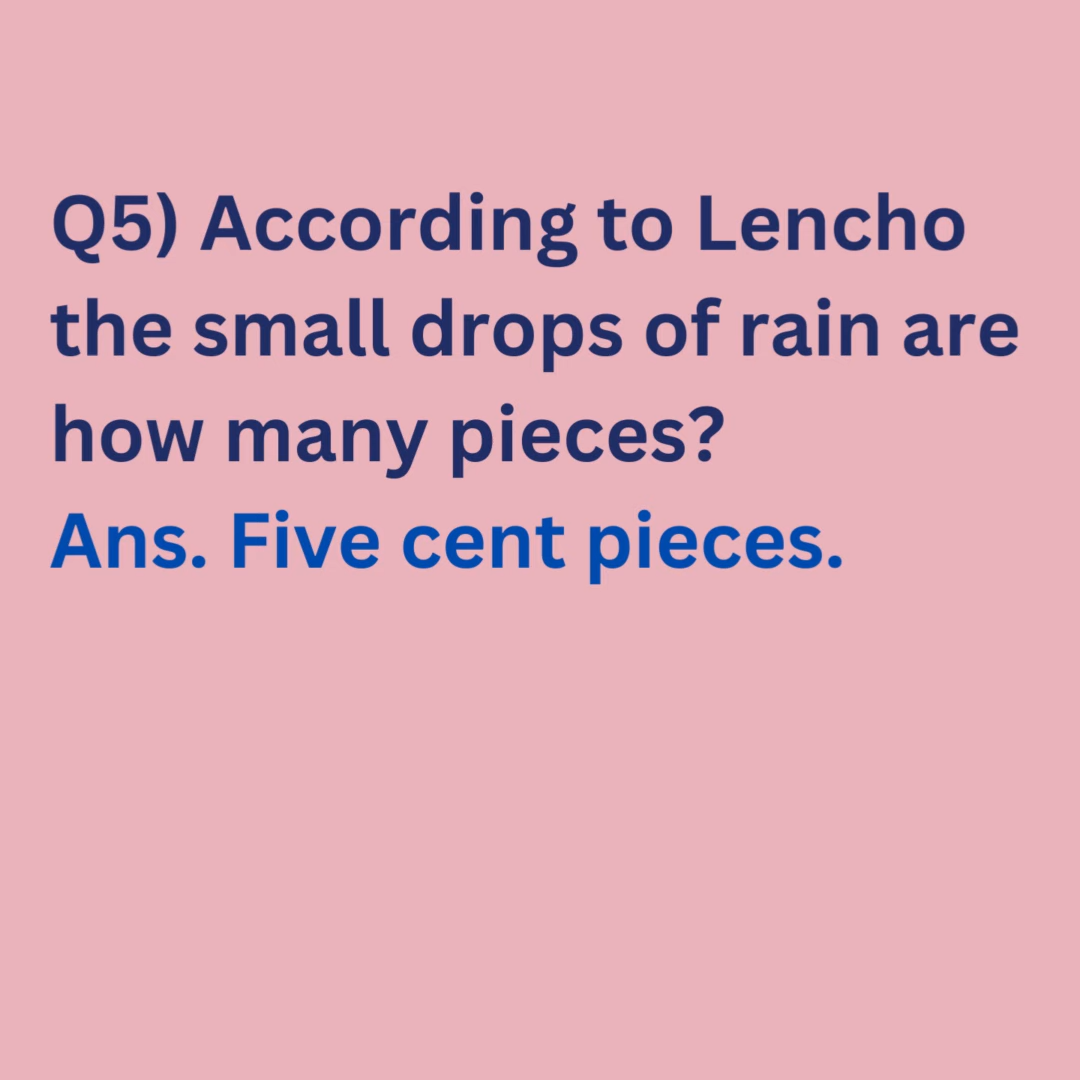 Q5) According to Lencho
the small drops of rain are
how many pieces?
Ans. Five cent pieces.